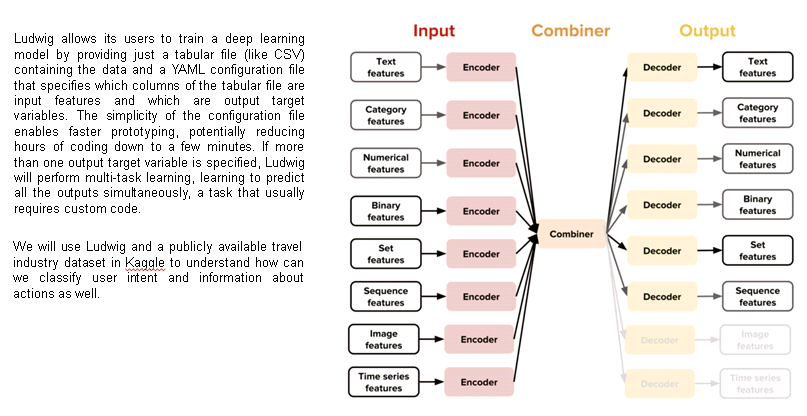 Ludwig allows its users to train a deep learning
model by providing just a tabular file (like CSV)
containing the data and a YAML configuration file
that specifies which columns of the tabular file are
input features and which are output target
variables. The simplicity of the configuration file
enables faster prototyping, potentially reducing
hours of coding down to a few minutes. If more
than one output target variable is specified, Ludwig
will perform multi-task learning, learning to predict
all the outputs simultaneously, a task that usually
requires custom code.
We will use Ludwig and a publicly available travel
industry dataset in Kaggle to understand how can
we classify user intent and information about
actions as well.
Input
Combiner
Output
Text
features
Encoder
Decoder
Text
features
Category
features
Encoder
Decoder
Category
features
Numerical
features
Encoder
Decoder
Numerical
features
Binary
features
Encoder
Decoder
Binary
features
Combiner
Set
features
Encoder
Decoder
Set
features
Sequence
features
Encoder
Decoder
Sequence
features
Image
features
Encoder
Decoder
Image
features
Time series
features
Encoder
Decoder
Time series
features